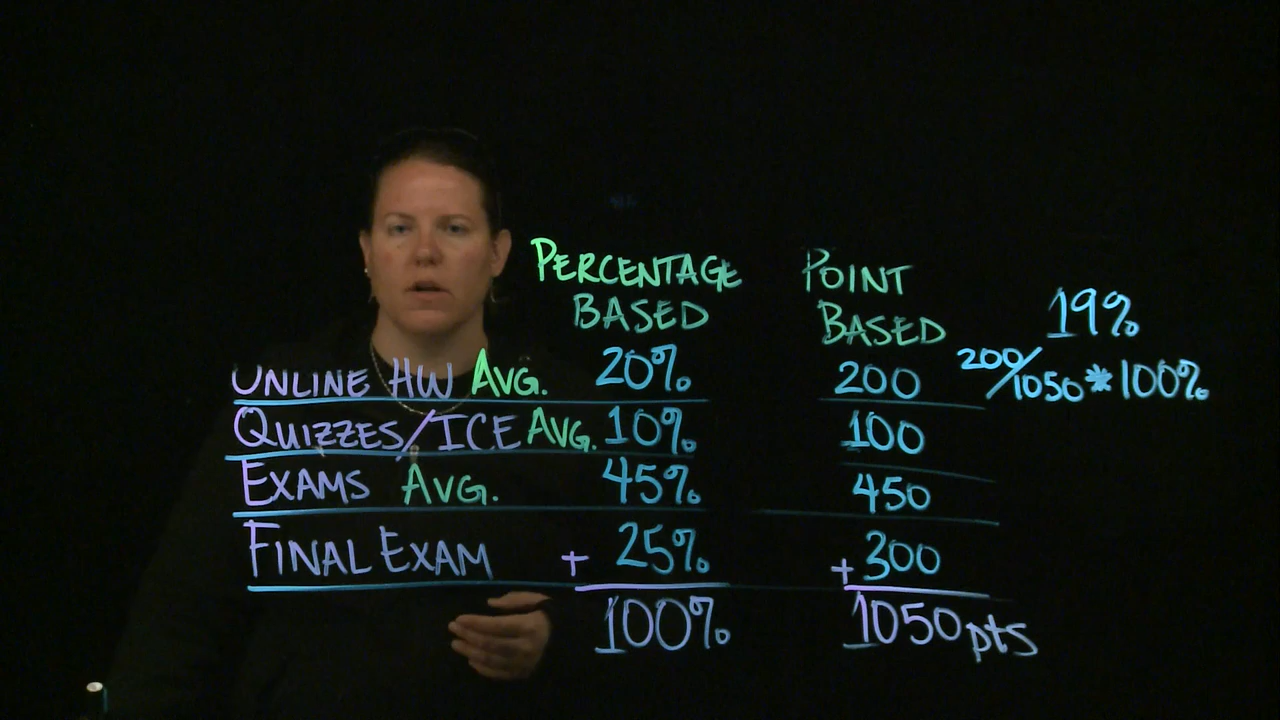 PERCENTAGE BASED
POINT BASED
19%
ONLINE HW AVG. 20% 200 200/1050 * 100%
QUIZZES/ICE AVG. 10% 100
EXAMS AVG. 45% 450
FINAL EXAM + 25% + 300
100% 1050 pts